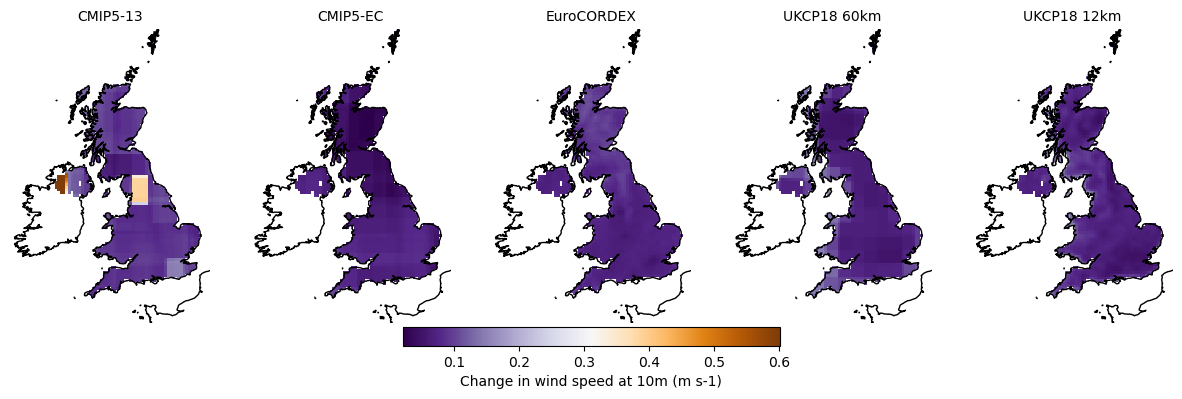 CMIP5-13
CMIP5-EC
EuroCORDEX
UKCP18 60km
UKCP18 12km
0.1
0.2
0.3
0.4
0.5
0.6
Change in wind speed at 10m (m s-1)